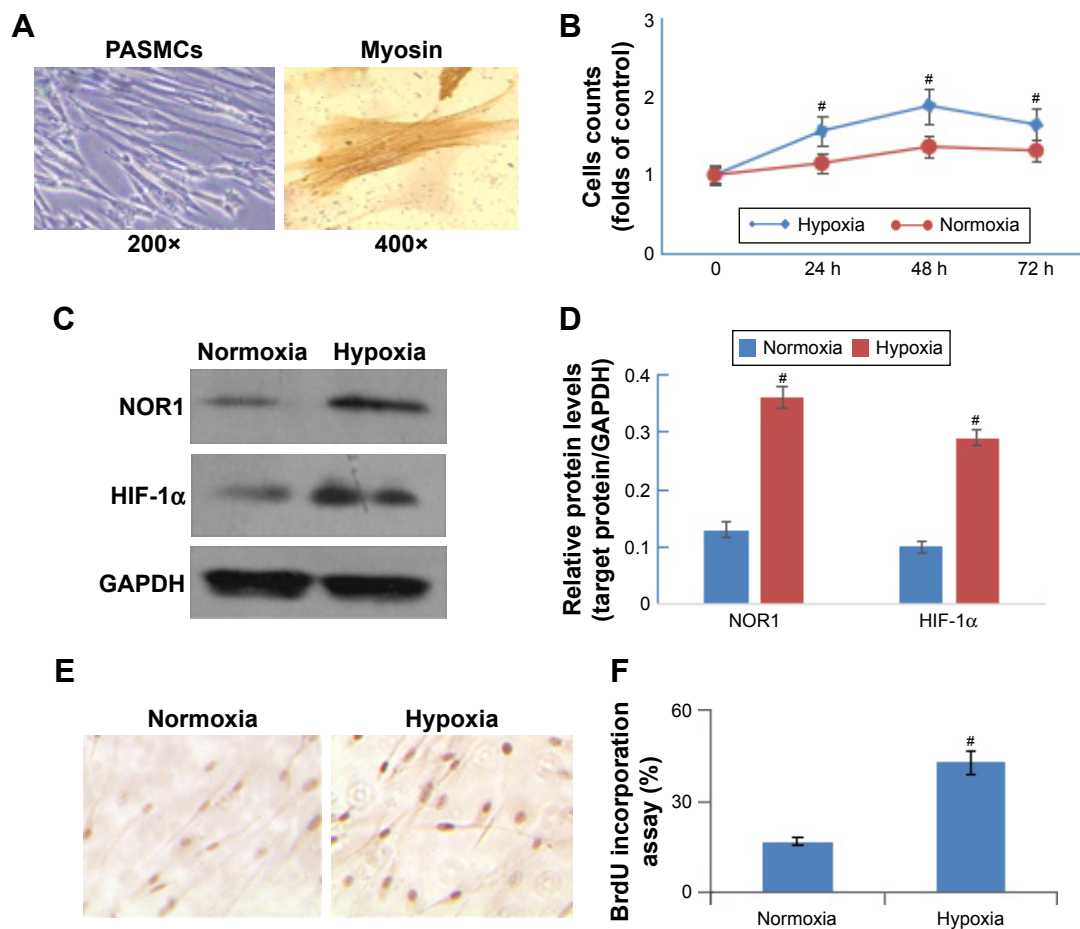 A
PASMCs
Myosin
200×
400×
B
Cells counts
(folds of control)
3
2
1
0
#
#
#
Hypoxia
Normoxia
0
24 h
48 h
72 h
C
Normoxia
Hypoxia
NOR1
HIF-1α
GAPDH
D
Normoxia
Hypoxia
Relative protein levels
(target protein/GAPDH)
0.4
0.3
0.2
0.1
0
#
#
NOR1
HIF-1α
E
Normoxia
Hypoxia
F
BrdU incorporation
assay (%)
60
30
0
#
Normoxia
Hypoxia